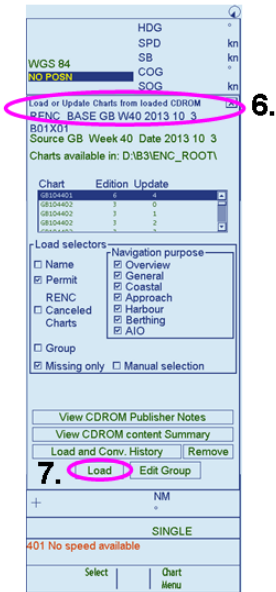 HDG °
SPD kn
WGS 84 SB kn
NO POSN COG °
SOG kn
Load or Update Charts from loaded CDROM X
6.
RENC BASE GB W40 2013 10 3
B01X01
Source GB Week 40 Date 2013 10 3
Charts available in: D:\B3\ENC_ROOT\
Chart Edition Update
GB104401 6 4
GB104402 3 0
GB104402 3 1
GB104402 3 2
Load selectors
Navigation purpose
Name
Permit
RENC
Canceled
Charts
Group
Overview
General
Coastal
Approach
Harbour
Berthing
AIO
Missing only Manual selection
View CDROM Publisher Notes
View CDROM content Summary
Load and Conv. History Remove
7. Load Edit Group
+ NM
°
SINGLE
401 No speed available
Select Chart
Menu